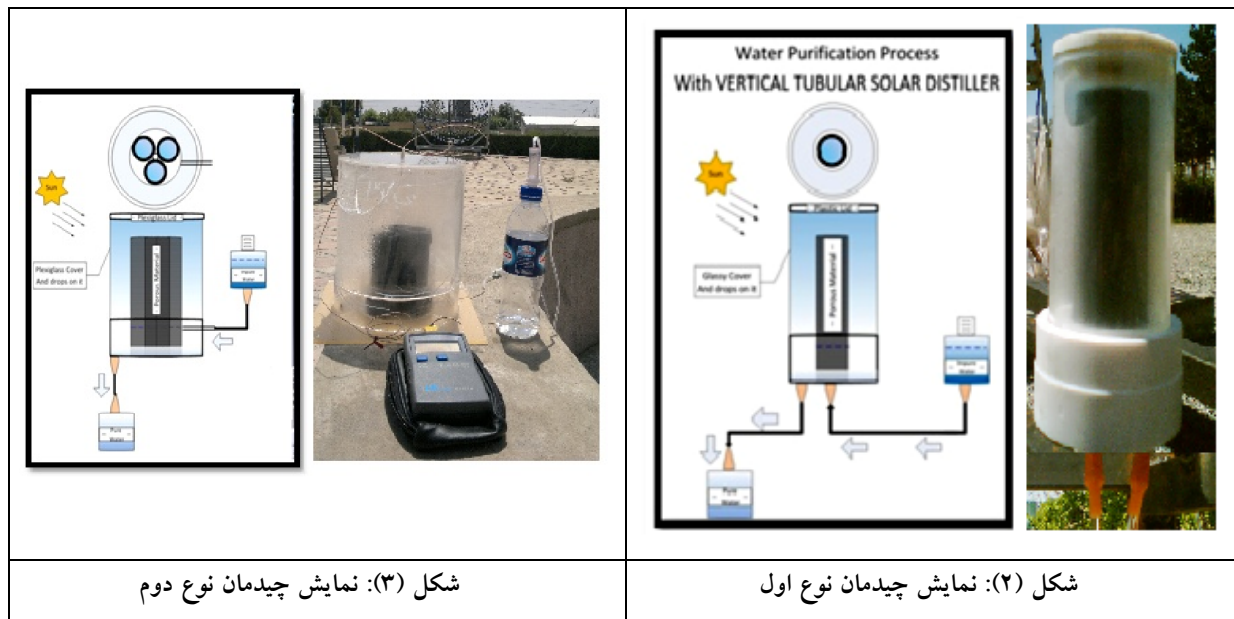 Water Purification Process
With VERTICAL TUBULAR SOLAR DISTILLER
Sun
Plastic Lid
Glassy Cover
And drops on it
Porous Material
Impure
Water
Pure
Water
شکل (۲): نمایش چیدمان نوع اول
Sun
Plexiglass Lid
Plexiglass Cover
And drops on it
Porous Material
Impure
Water
Pure
Water
شکل (۳): نمایش چیدمان نوع دوم